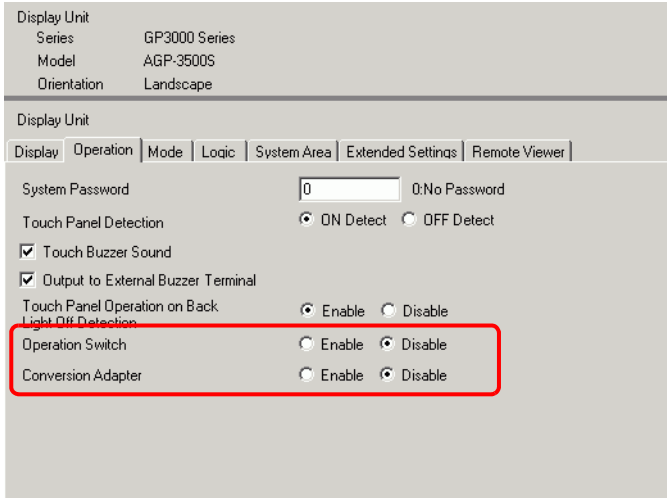 Display Unit
Series GP3000 Series
Model AGP-3500S
Orientation Landscape
Display Unit
Display Operation Mode Logic System Area Extended Settings Remote Viewer
System Password 0 0:No Password
Touch Panel Detection ON Detect OFF Detect
Touch Buzzer Sound
Output to External Buzzer Terminal
Touch Panel Operation on Back
Light Off Detection Enable Disable
Operation Switch Enable Disable
Conversion Adapter Enable Disable